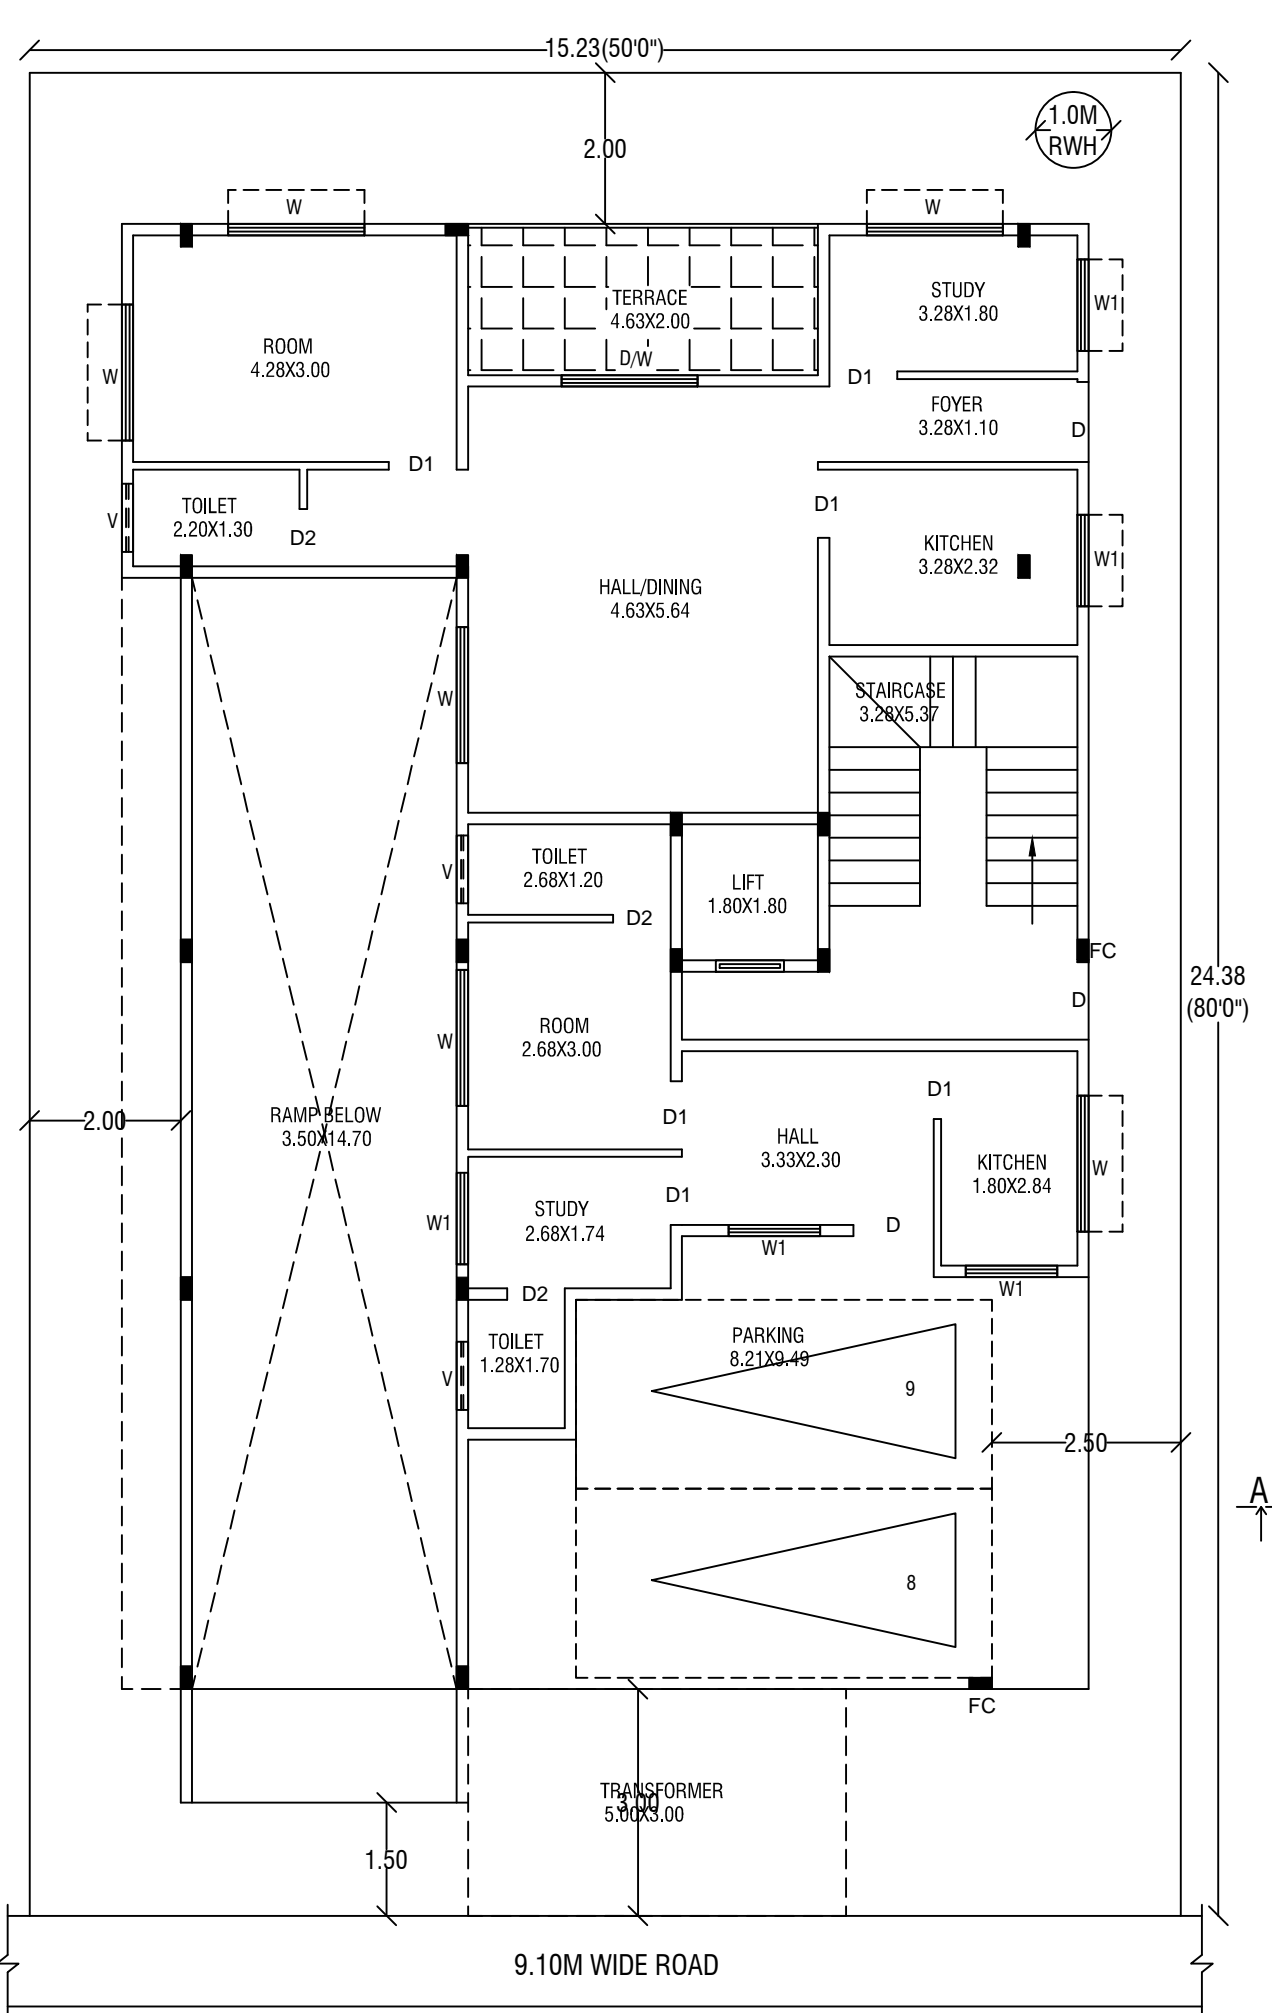 15.23(50'0")
1.0M
RWH
2.00
W
W
TERRACE
4.63X2.00
D/W
STUDY
3.28X1.80
W1
ROOM
4.28X3.00
W
D1
FOYER
3.28X1.10
D
D1
TOILET
2.20X1.30
V
D2
D1
KITCHEN
3.28X2.32
W1
HALL/DINING
4.63X5.64
W
STAIRCASE
3.28X5.37
TOILET
2.68X1.20
V
D2
LIFT
1.80X1.80
FC
24.38
(80'0")
D
ROOM
2.68X3.00
W
D1
D1
2.00
RAMP BELOW
3.50X14.70
HALL
3.33X2.30
KITCHEN
1.80X2.84
W
D1
STUDY
2.68X1.74
W1
D
W1
D2
W1
TOILET
1.28X1.70
V
PARKING
8.21X9.49
9
2.50
A
8
FC
TRANSFORMER
5.00X3.00
3.00
1.50
9.10M WIDE ROAD